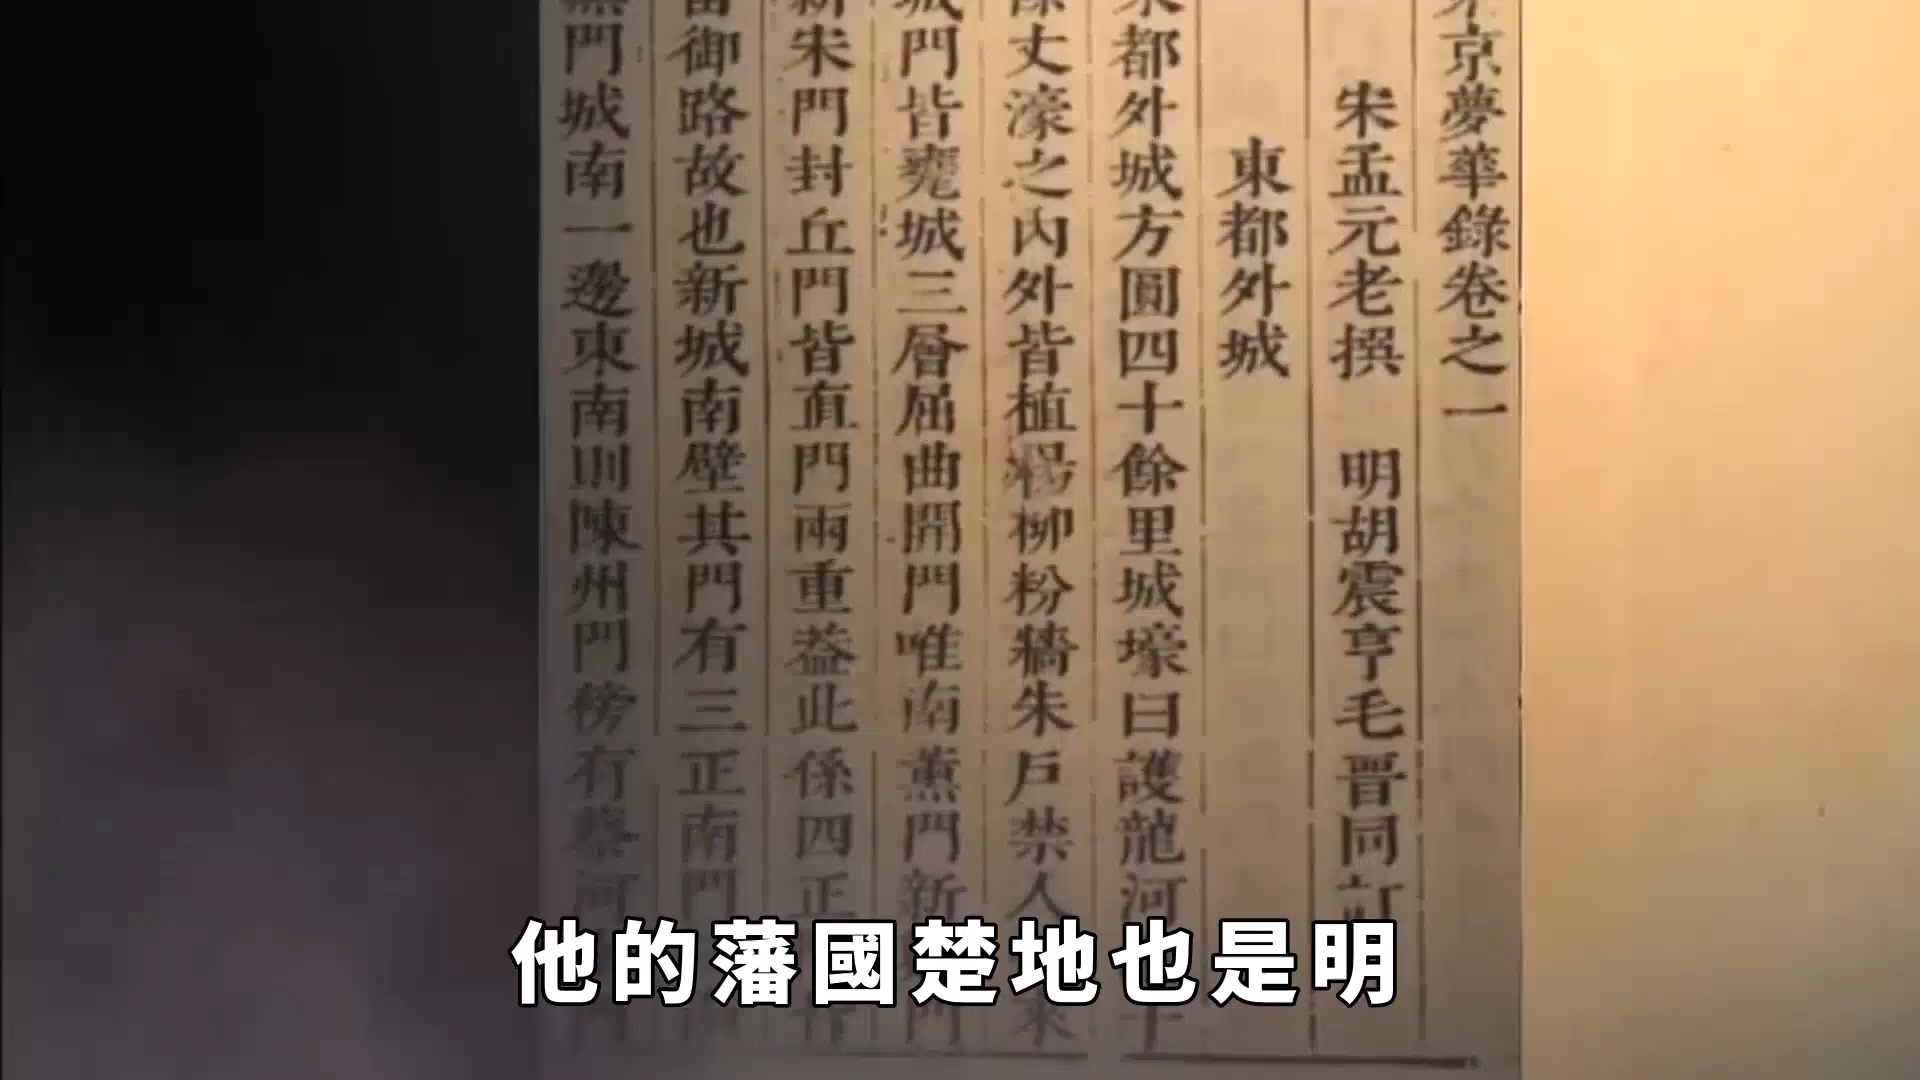 京夢華錄卷之一
宋孟元老撰　明胡震亨毛晋同訂
東都外城
都外城方圓四十餘里城壕曰護龍河十
丈濠之內外皆植楊柳粉牆朱戶禁人來
門皆甕城三層屈曲開門唯南薰門新門
朱門封丘門皆直門兩重蓋此係四正
御路故也新城南壁其門有三正南門
門城南一邊東南則陳州門傍有蔡河
他的藩國楚地也是明